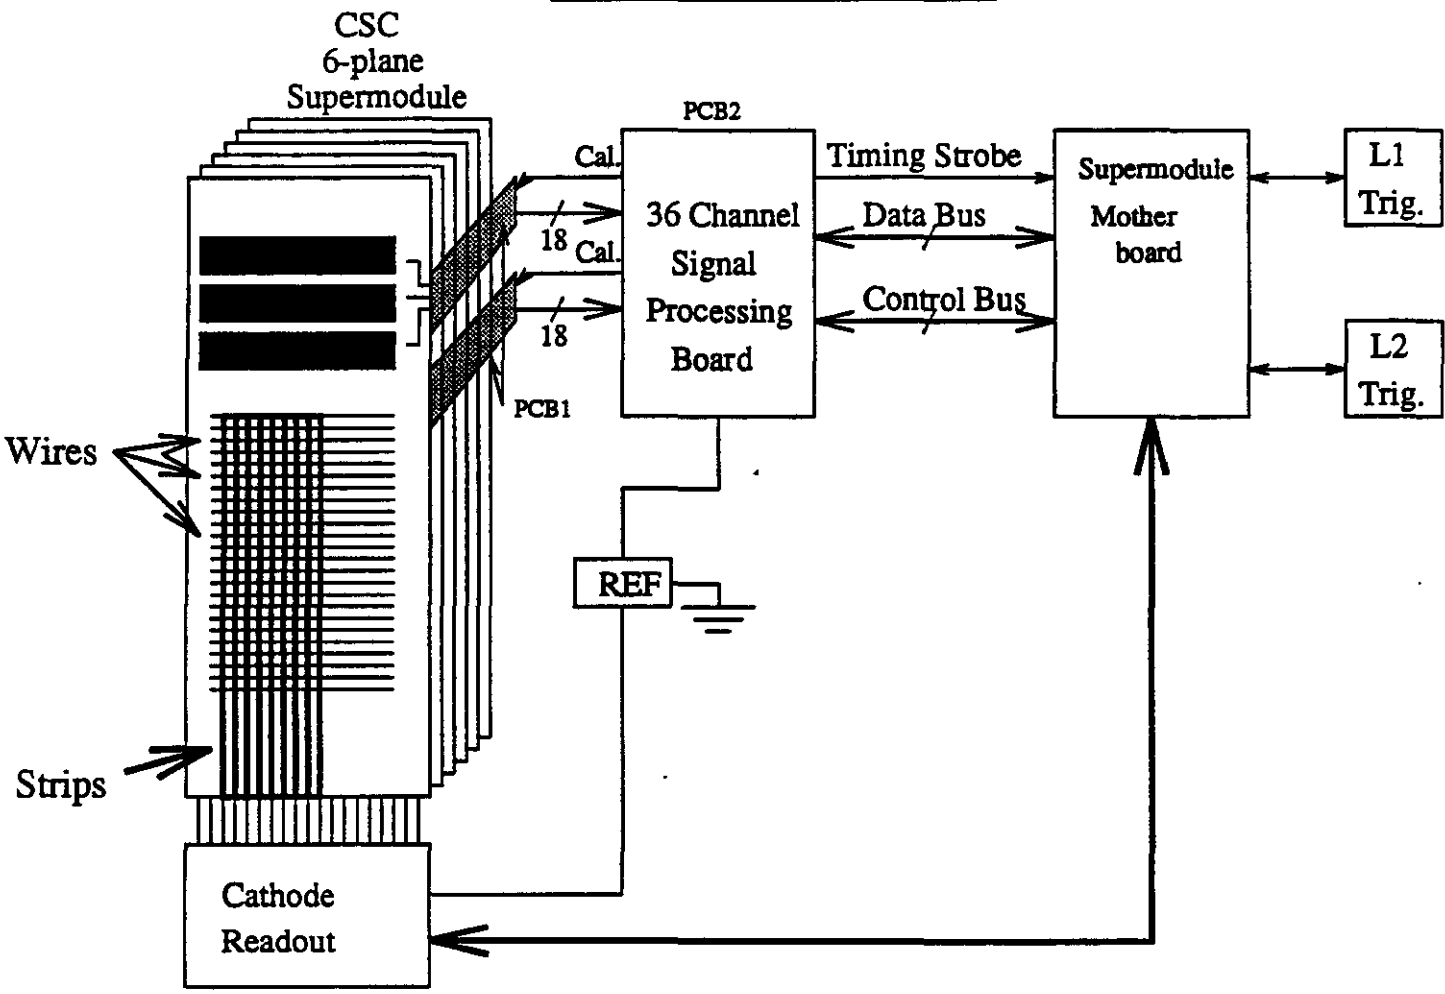 CSC
6-plane
Supermodule
PCB2
Cal.
18
Cal.
18
PCB1
36 Channel
Signal
Processing
Board
Timing Strobe
Data Bus
Control Bus
Supermodule
Mother
board
L1
Trig.
L2
Trig.
Wires
Strips
REF
Cathode
Readout